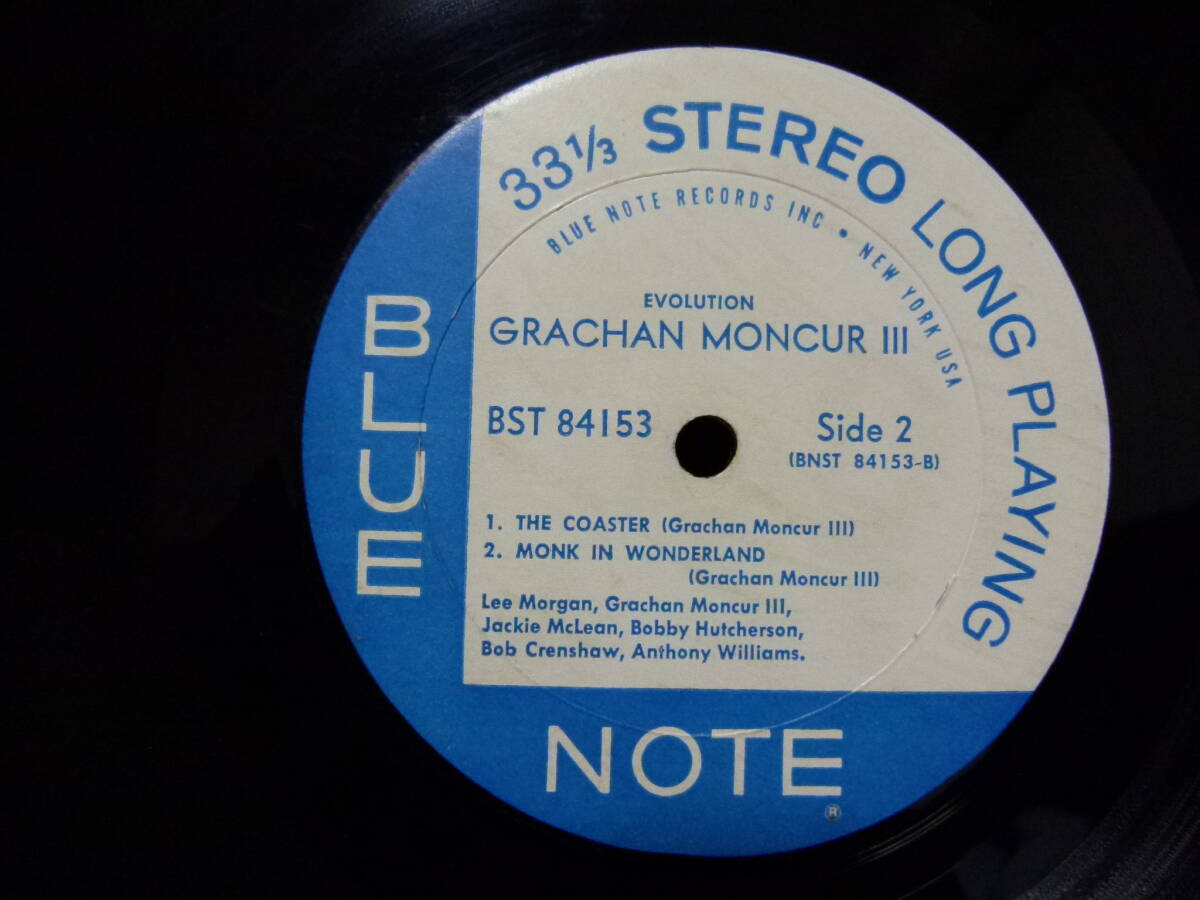 33⅓ STEREO LONG PLAYING
BLUE NOTE RECORDS INC • NEW YORK USA
EVOLUTION
GRACHAN MONCUR III
BST 84153
Side 2
(BNST 84153-B)
1. THE COASTER (Grachan Moncur III)
2. MONK IN WONDERLAND
(Grachan Moncur III)
Lee Morgan, Grachan Moncur III,
Jackie McLean, Bobby Hutcherson,
Bob Crenshaw, Anthony Williams.
BLUE
NOTE
®